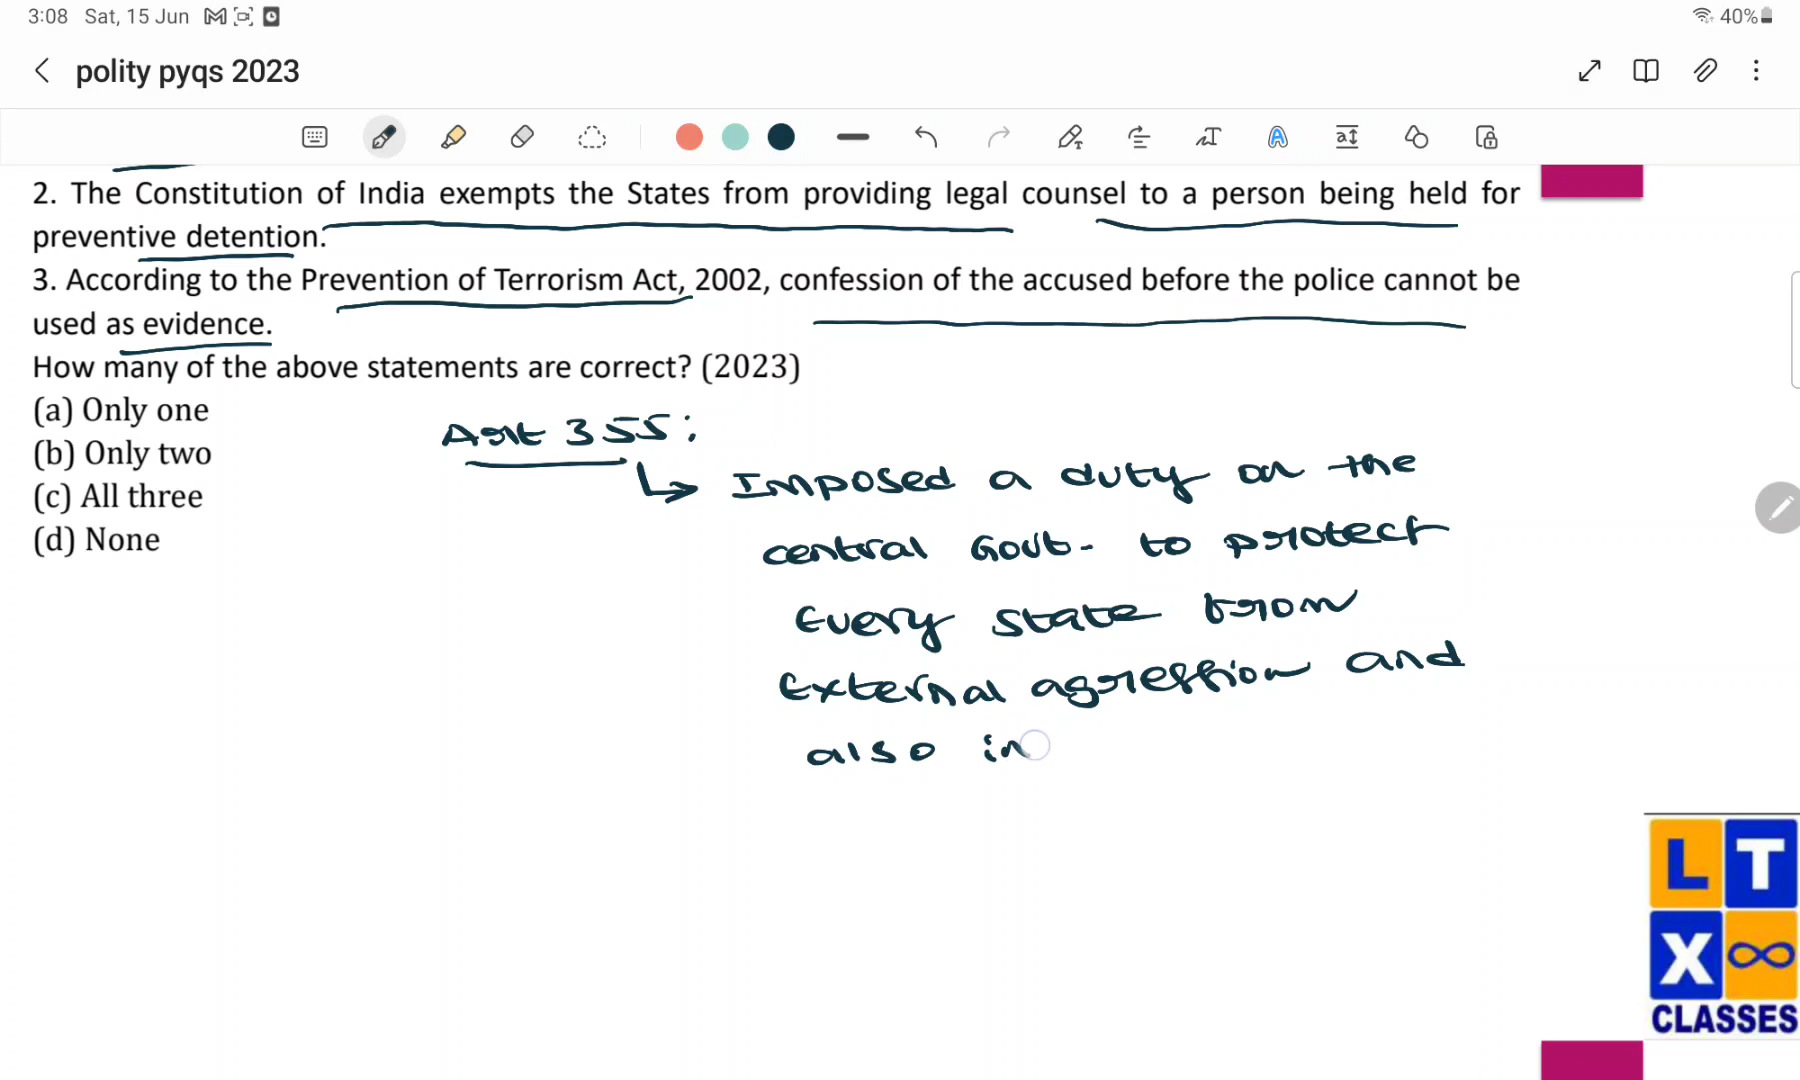 3:08 Sat, 15 Jun 40%
polity pyqs 2023
2. The Constitution of India exempts the States from providing legal counsel to a person being held for
preventive detention.
3. According to the Prevention of Terrorism Act, 2002, confession of the accused before the police cannot be
used as evidence.
How many of the above statements are correct? (2023)
(a) Only one
(b) Only two
(c) All three
(d) None
Art 355:
Imposed a duty on the
central Govt- to protect
Every state from
External agression and
also in
L T
X ∞
CLASSES